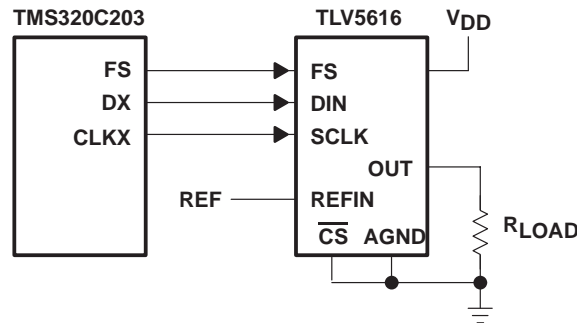 TMS320C203
TLV5616
VDD
FS
FS
DX
DIN
CLKX
SCLK
OUT
REF
REFIN
CS
AGND
RLOAD